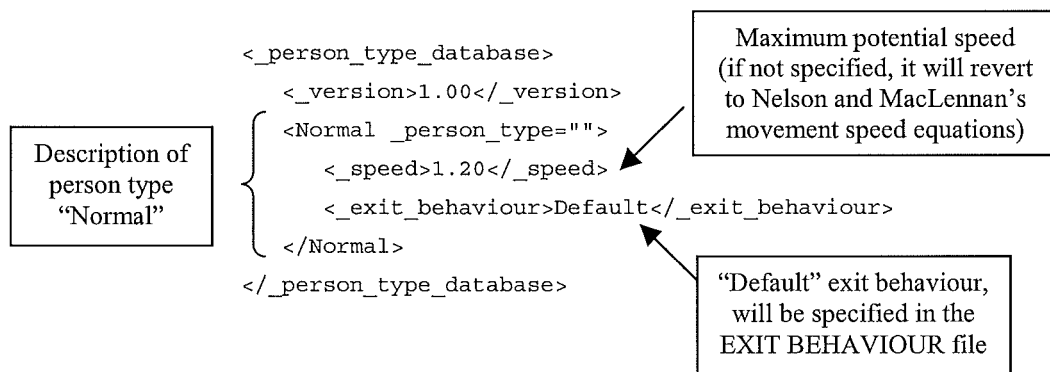 <_person_type_database>
<_version>1.00</_version>
<Normal _person_type="">
<_speed>1.20</_speed>
<_exit_behaviour>Default</_exit_behaviour>
</Normal>
</_person_type_database>
Description of
person type
“Normal”
Maximum potential speed
(if not specified, it will revert
to Nelson and MacLennan’s
movement speed equations)
“Default” exit behaviour,
will be specified in the
EXIT BEHAVIOUR file